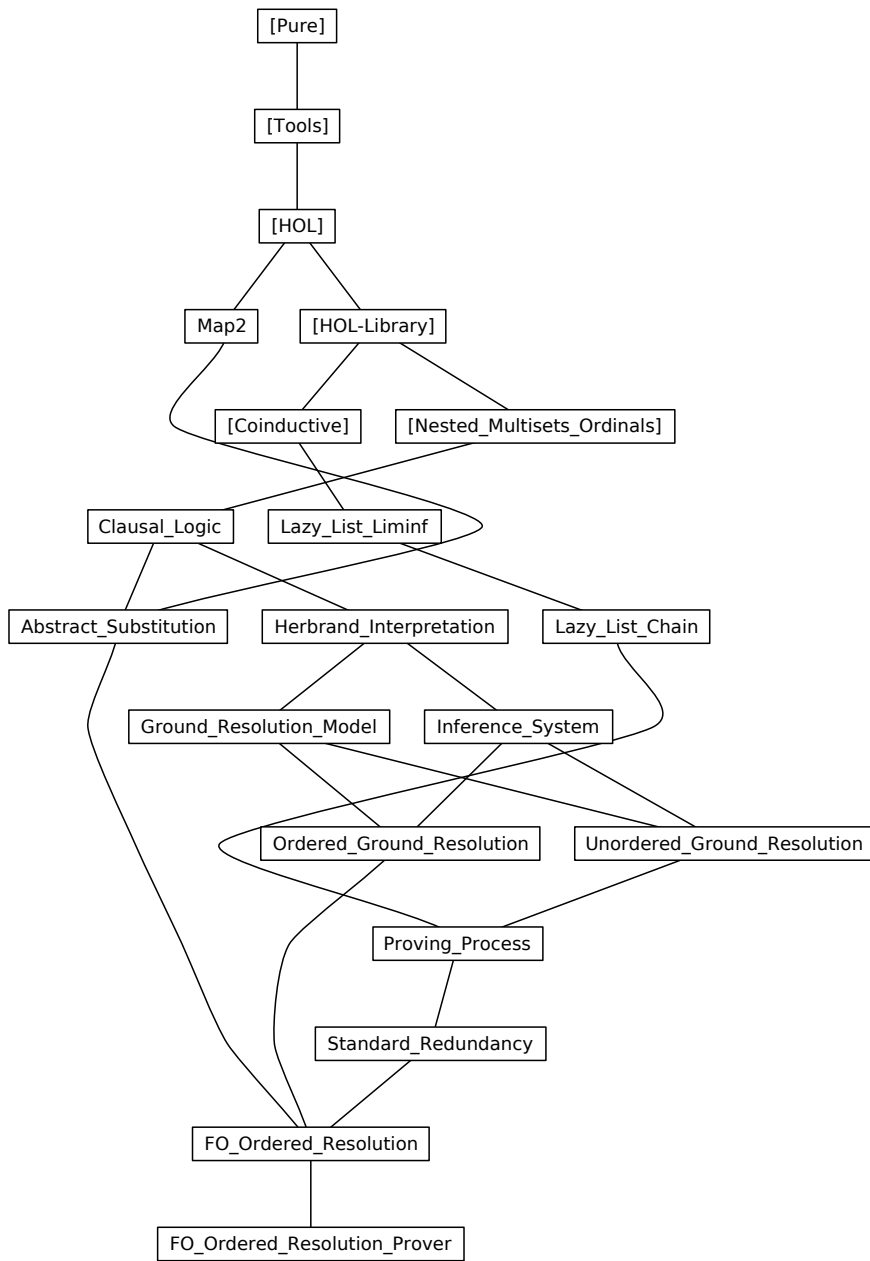 [Pure]
[Tools]
[HOL]
Map2
[HOL-Library]
[Coinductive]
[Nested_Multisets_Ordinals]
Clausal_Logic
Lazy_List_Liminf
Abstract_Substitution
Herbrand_Interpretation
Lazy_List_Chain
Ground_Resolution_Model
Inference_System
Ordered_Ground_Resolution
Unordered_Ground_Resolution
Proving_Process
Standard_Redundancy
FO_Ordered_Resolution
FO_Ordered_Resolution_Prover